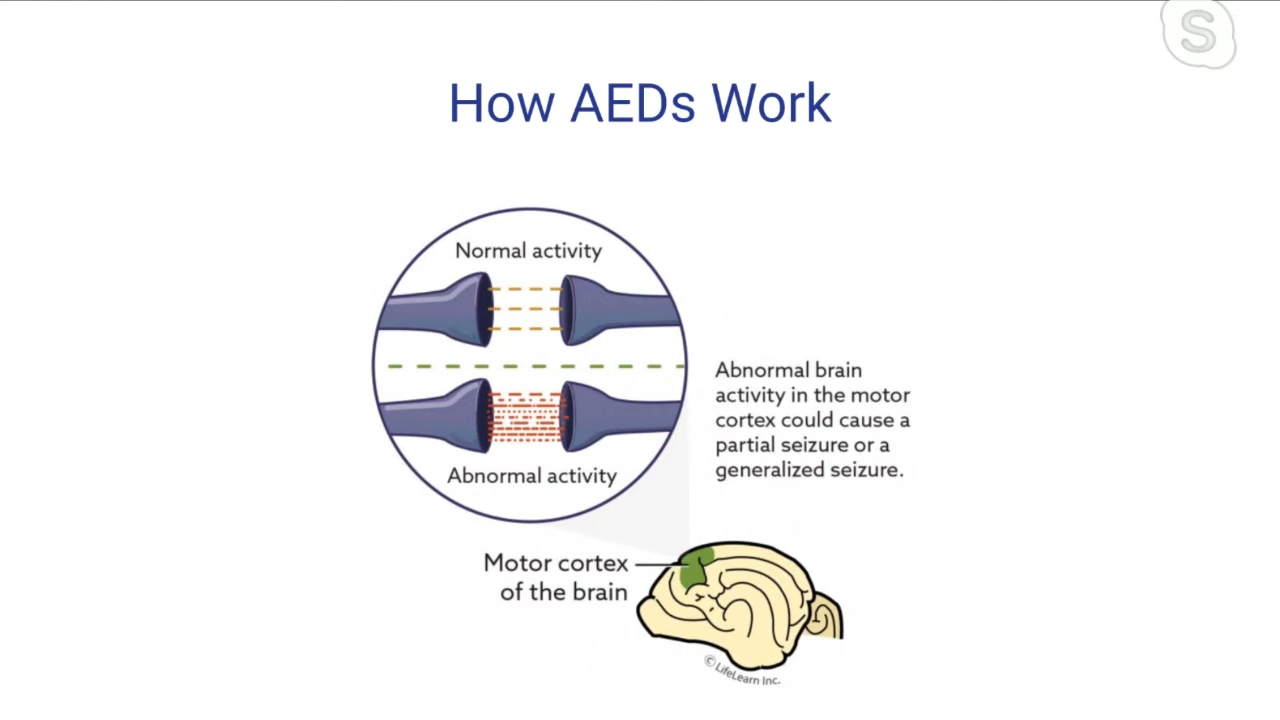 S
How AEDs Work
Normal activity
Abnormal activity
Abnormal brain
activity in the motor
cortex could cause a
partial seizure or a
generalized seizure.
Motor cortex
of the brain
© LifeLearn Inc.